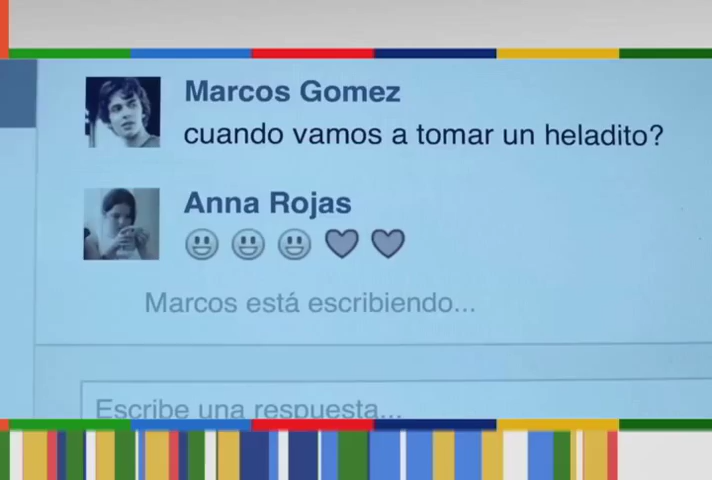 Marcos Gomez
cuando vamos a tomar un heladito?
Anna Rojas
😃 😃 😃 ♥ ♥
Marcos está escribiendo...
Escribe una respuesta...